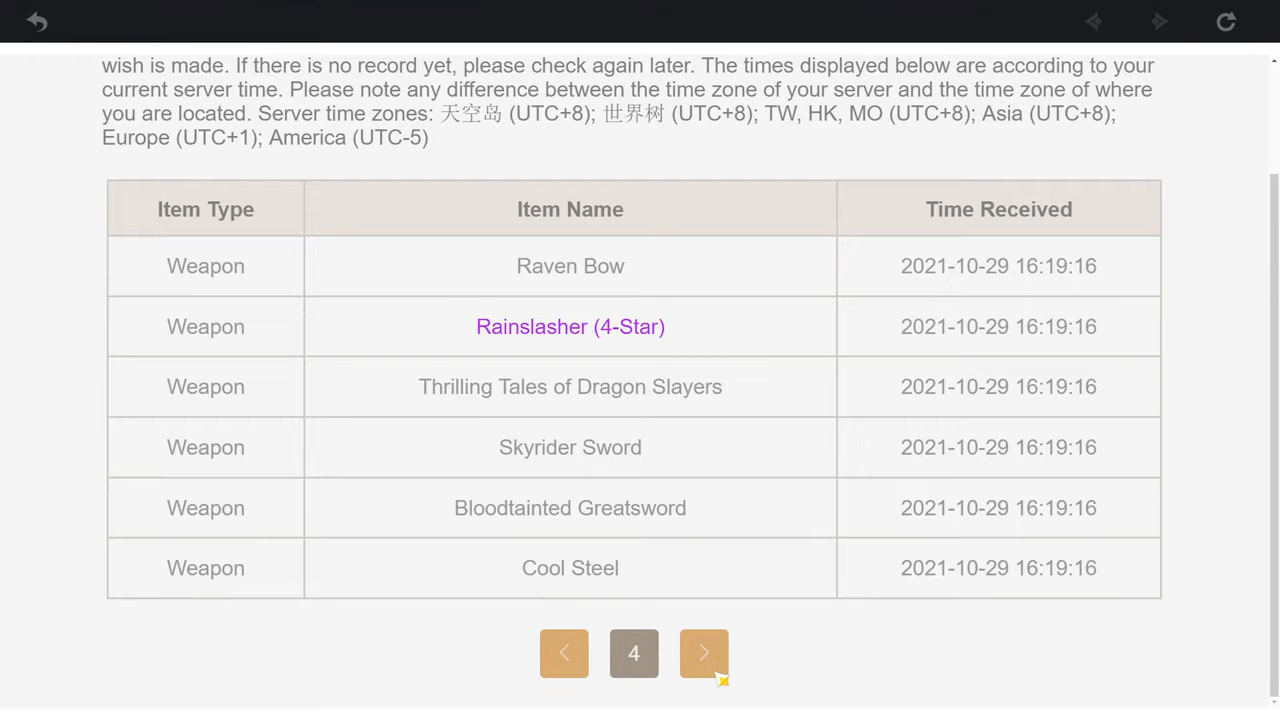 wish is made. If there is no record yet, please check again later. The times displayed below are according to your
current server time. Please note any difference between the time zone of your server and the time zone of where
you are located. Server time zones: 天空岛 (UTC+8); 世界树 (UTC+8); TW, HK, MO (UTC+8); Asia (UTC+8);
Europe (UTC+1); America (UTC-5)
Item Type Item Name Time Received
Weapon Raven Bow 2021-10-29 16:19:16
Weapon Rainslasher (4-Star) 2021-10-29 16:19:16
Weapon Thrilling Tales of Dragon Slayers 2021-10-29 16:19:16
Weapon Skyrider Sword 2021-10-29 16:19:16
Weapon Bloodtainted Greatsword 2021-10-29 16:19:16
Weapon Cool Steel 2021-10-29 16:19:16
4